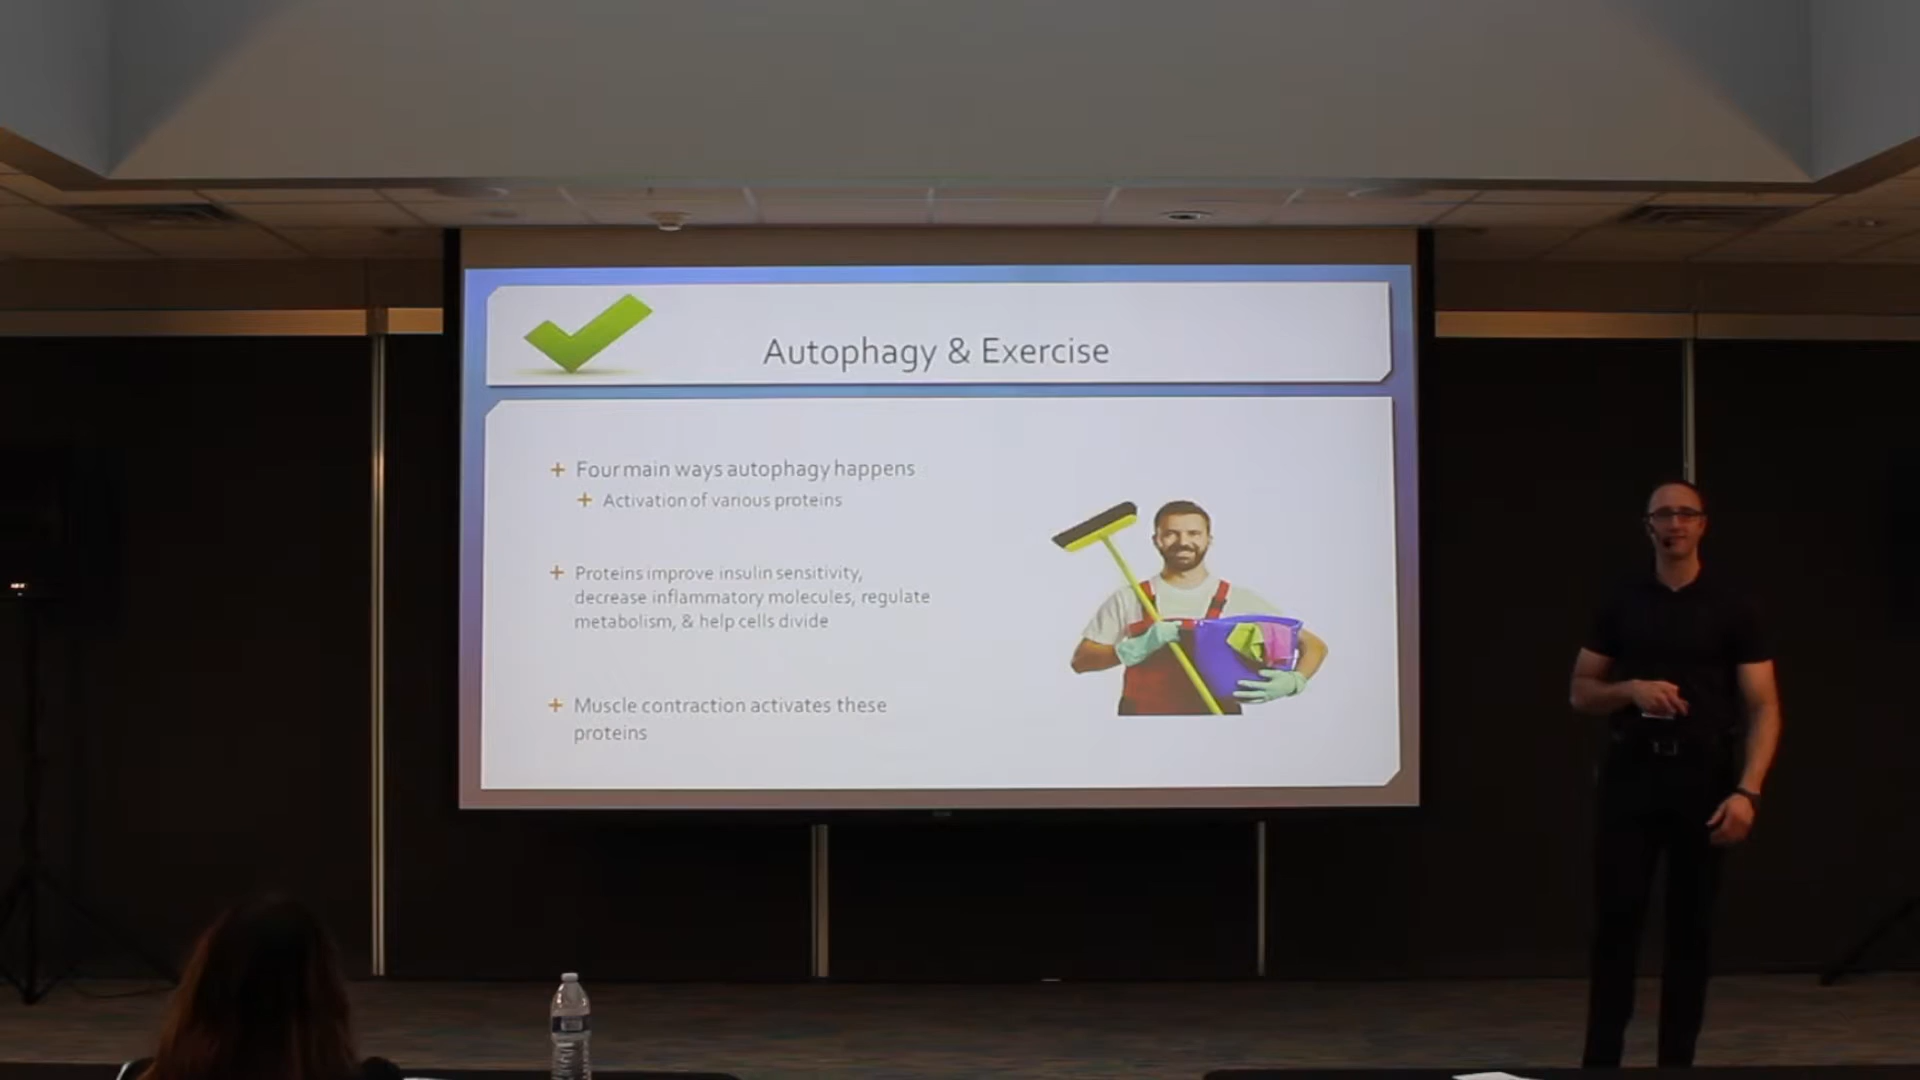 Autophagy & Exercise
+ Four main ways autophagy happens
+ Activation of various proteins
+ Proteins improve insulin sensitivity,
decrease inflammatory molecules, regulate
metabolism, & help cells divide
+ Muscle contraction activates these
proteins